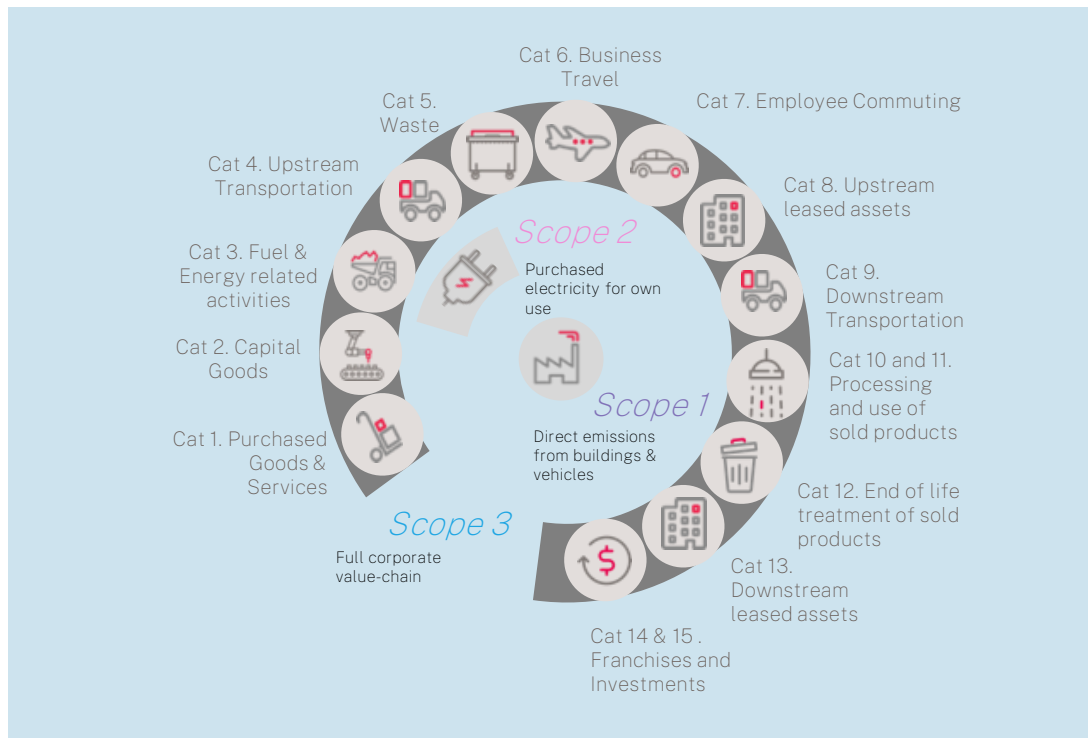 Cat 6. Business
Travel
Cat 5.
Waste
Cat 7. Employee Commuting
Cat 4. Upstream
Transportation
Cat 8. Upstream
leased assets
Scope 2
Purchased
electricity for own
use
Cat 3. Fuel &
Energy related
activities
Cat 9.
Downstream
Transportation
Cat 2. Capital
Goods
Cat 10 and 11.
Processing
and use of
sold products
Scope 1
Direct emissions
from buildings &
vehicles
Cat 1. Purchased
Goods &
Services
Cat 12. End of life
treatment of sold
products
Scope 3
Full corporate
value-chain
$
Cat 13.
Downstream
leased assets
Cat 14 & 15 .
Franchises and
Investments